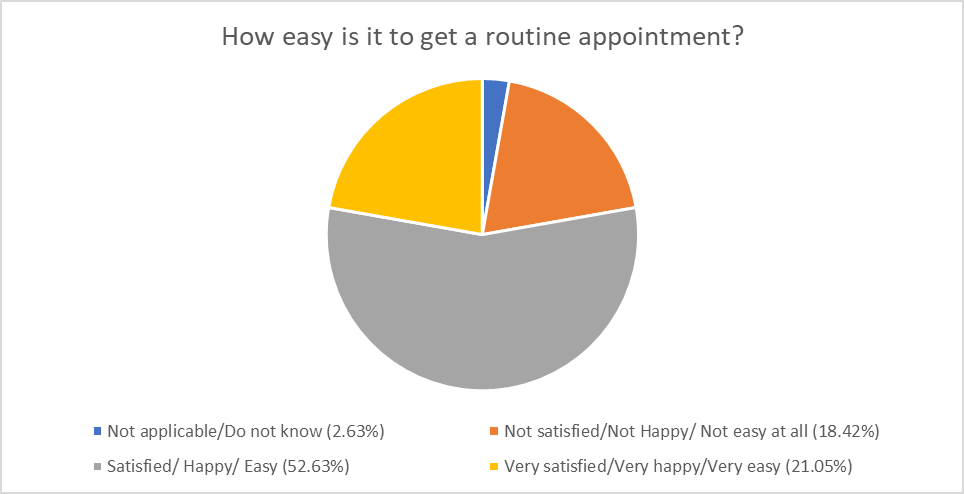 How easy is it to get a routine appointment?
Not applicable/Do not know (2.63%)
Not satisfied/Not Happy/ Not easy at all (18.42%)
Satisfied/ Happy/ Easy (52.63%)
Very satisfied/Very happy/Very easy (21.05%)